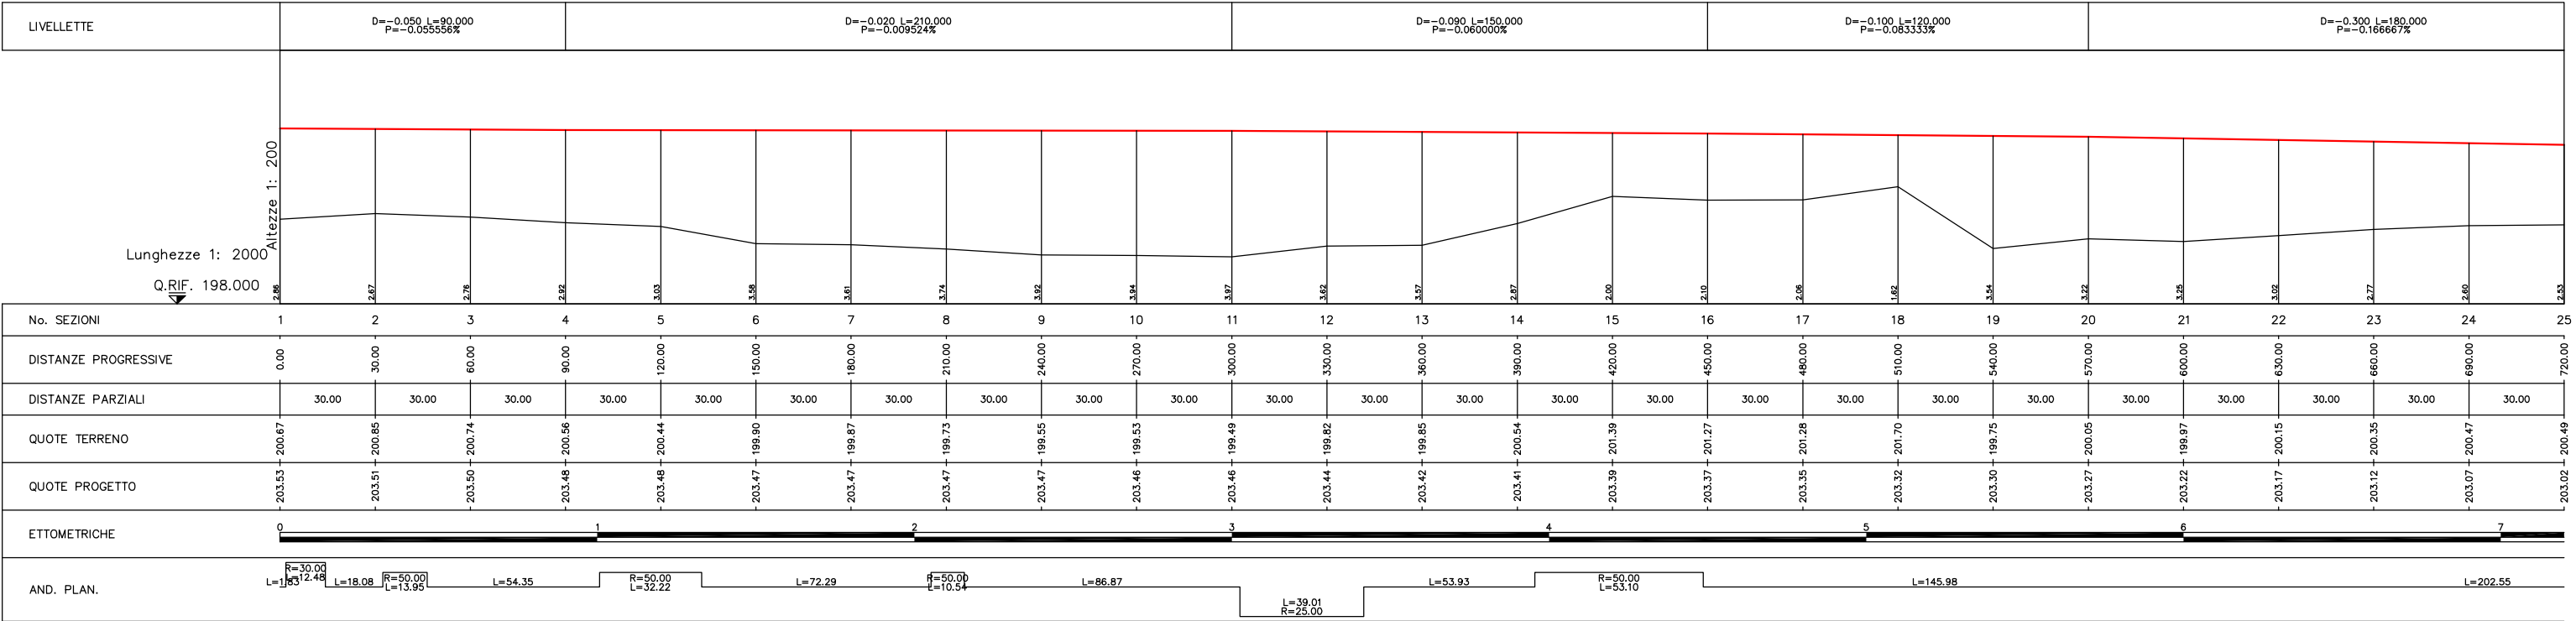 LIVELLETTE
D=-0.050 L=90.000
P=-0.055556%
D=-0.020 L=210.000
P=-0.009524%
D=-0.090 L=150.000
P=-0.060000%
D=-0.100 L=120.000
P=-0.083333%
D=-0.300 L=180.000
P=-0.166667%
Altezze 1: 200
Lunghezze 1: 2000
Q.RIF. 198.000
2.86 2.67 2.76 2.92 3.03 3.58 3.61 3.74 3.92 3.94 3.97 3.62 3.57 2.87 2.00 2.10 2.06 1.62 3.54 3.22 3.25 3.02 2.77 2.60 2.53
No. SEZIONI 1 2 3 4 5 6 7 8 9 10 11 12 13 14 15 16 17 18 19 20 21 22 23 24 25
DISTANZE PROGRESSIVE 0.00 30.00 60.00 90.00 120.00 150.00 180.00 210.00 240.00 270.00 300.00 330.00 360.00 390.00 420.00 450.00 480.00 510.00 540.00 570.00 600.00 630.00 660.00 690.00 720.00
DISTANZE PARZIALI 30.00 30.00 30.00 30.00 30.00 30.00 30.00 30.00 30.00 30.00 30.00 30.00 30.00 30.00 30.00 30.00 30.00 30.00 30.00 30.00 30.00 30.00 30.00 30.00
QUOTE TERRENO 200.67 200.85 200.74 200.56 200.44 199.90 199.87 199.73 199.55 199.53 199.49 199.82 199.85 200.54 201.39 201.27 201.28 201.70 199.75 200.05 199.97 200.15 200.35 200.47 200.49
QUOTE PROGETTO 203.53 203.51 203.50 203.48 203.48 203.47 203.47 203.47 203.47 203.46 203.46 203.44 203.42 203.41 203.39 203.37 203.35 203.32 203.30 203.27 203.22 203.17 203.12 203.07 203.02
ETTOMETRICHE 0 1 2 3 4 5 6 7
AND. PLAN.
L=1.83
R=30.00
L=12.48
L=18.08
R=50.00
L=13.95
L=54.35
R=50.00
L=32.22
L=72.29
R=50.00
L=10.54
L=86.87
L=39.01
R=25.00
L=53.93
R=50.00
L=53.10
L=145.98
L=202.55